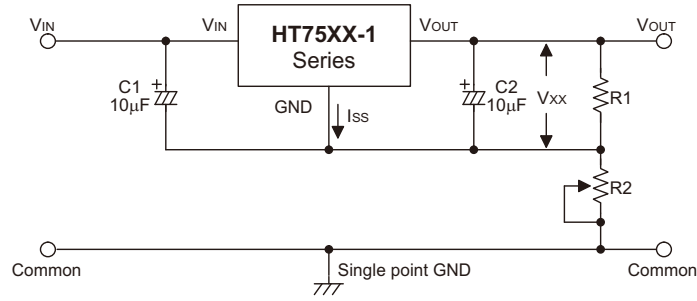 VIN
VIN
HT75XX-1
Series
VOUT
VOUT
C1
10μF
GND
ISS
C2
10μF
VXX
R1
R2
Common
Single point GND
Common